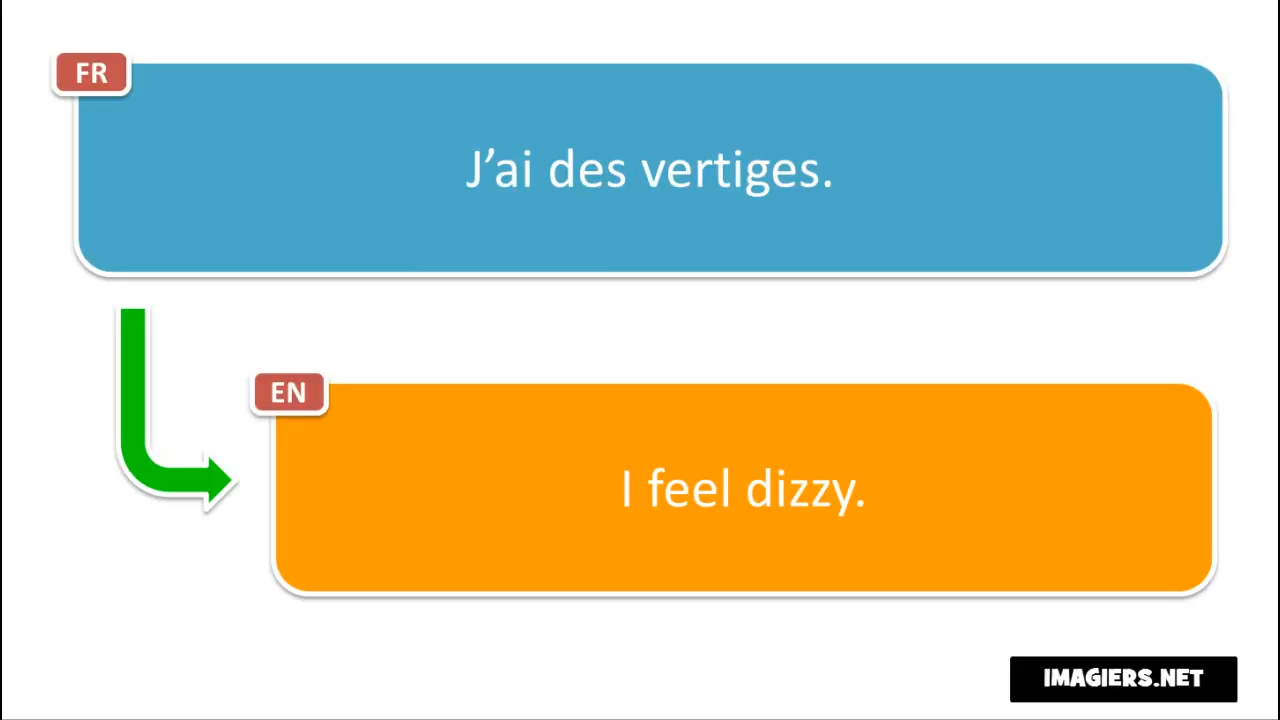 FR
J’ai des vertiges.
EN
I feel dizzy.
IMAGIERS.NET